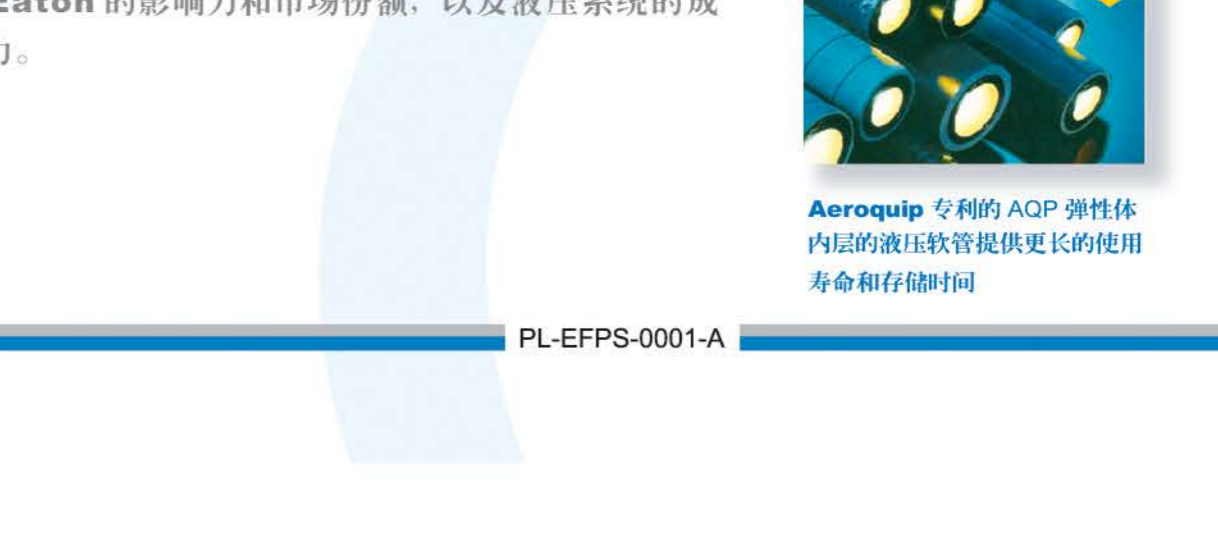 Eaton 的影响力和市场份额，以及液压系统的成
。
Aeroquip 专利的 AQP 弹性体
内层的液压软管提供更长的使用
寿命和存储时间
PL-EFPS-0001-A